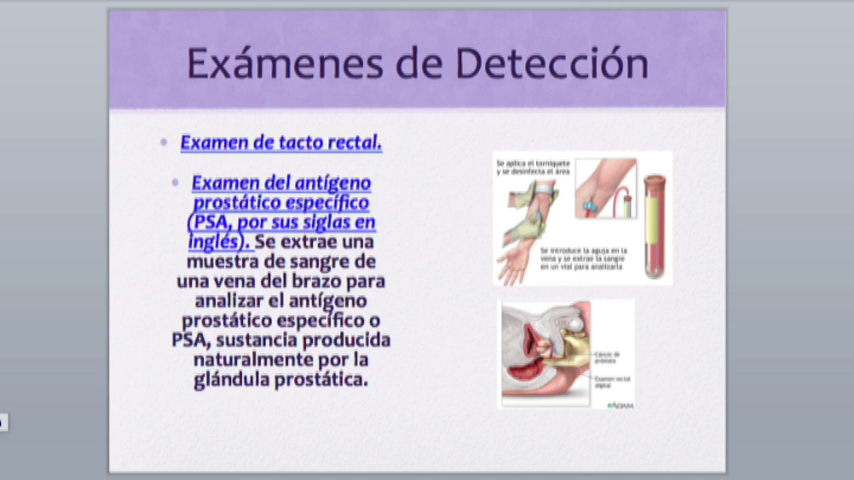 Exámenes de Detección
Examen de tacto rectal.
Examen del antígeno
prostático específico
(PSA, por sus siglas en
inglés). Se extrae una
muestra de sangre de
una vena del brazo para
analizar el antígeno
prostático específico o
PSA, sustancia producida
naturalmente por la
glándula prostática.
Se aplica el torniquete
y se desinfecta el área
Se introduce la aguja en la
vena y se extrae la sangre
en un vial para analizarla
Cáncer de
próstata
Examen rectal
digital
ADAM